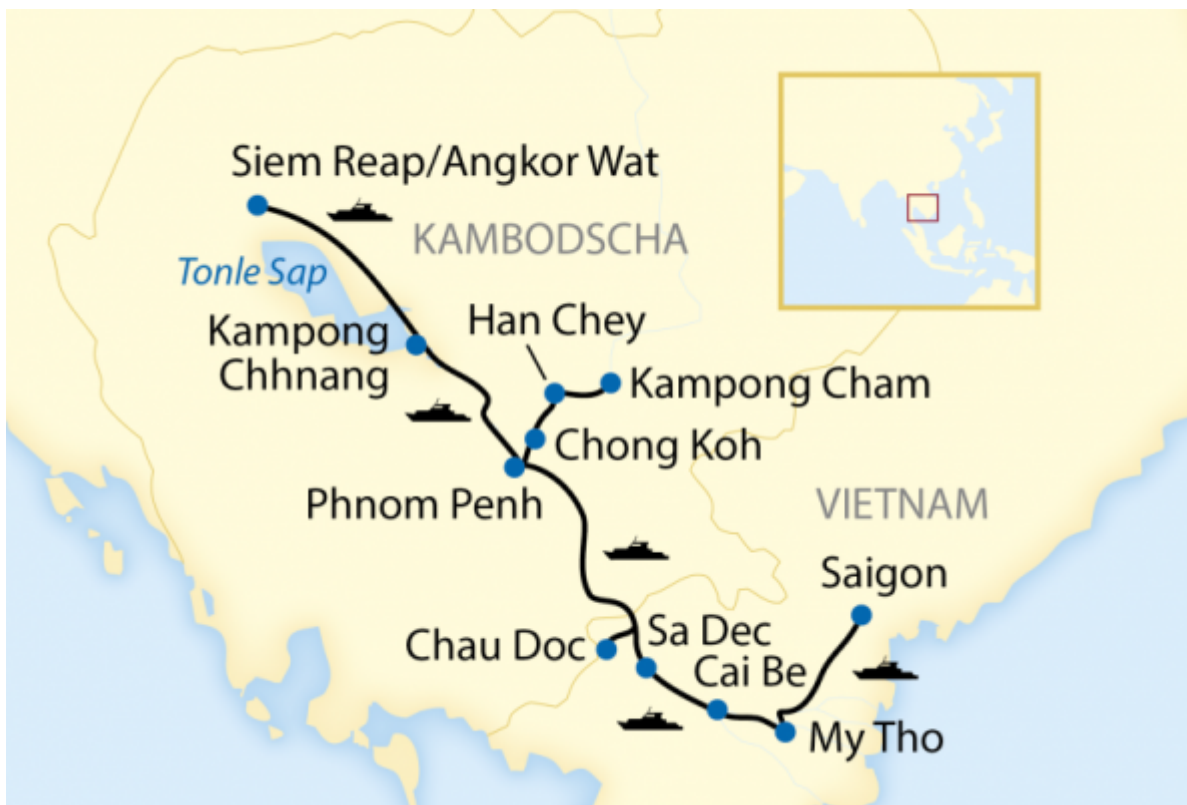 Siem Reap/Angkor Wat
KAMBODSCHA
Tonle Sap
Kampong
Chhnang
Han Chey
Kampong Cham
Chong Koh
Phnom Penh
VIETNAM
Saigon
Chau Doc
Sa Dec
Cai Be
My Tho